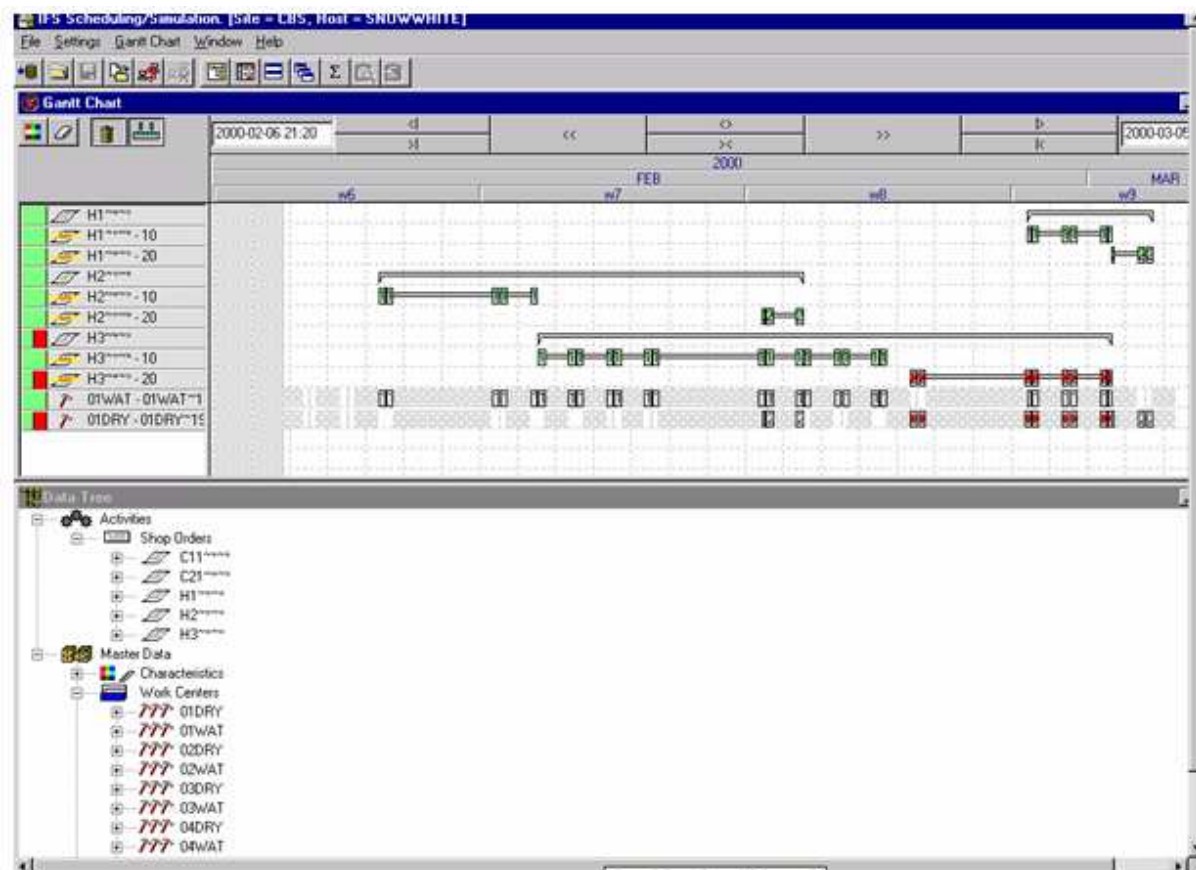 IFS Scheduling/Simulation. [Site = CBS, Host = SNOWWHITE]
File Settings Gantt Chart Window Help
Gantt Chart
2000-02-06 21:20 << <> >> 2000-03-05
2000
FEB MAR
w6 w7 w8 w9
H1~*~*~
H1~*~*~ - 10
H1~*~*~ - 20
H2~*~*~
H2~*~*~ - 10
H2~*~*~ - 20
H3~*~*~
H3~*~*~ - 10
H3~*~*~ - 20
01WAT - 01WAT~1
01DRY - 01DRY~19
Data Tree
Activities
Shop Orders
C11~*~*~
C21~*~*~
H1~*~*~
H2~*~*~
H3~*~*~
Master Data
Characteristics
Work Centers
01DRY
01WAT
02DRY
02WAT
03DRY
03WAT
04DRY
04WAT